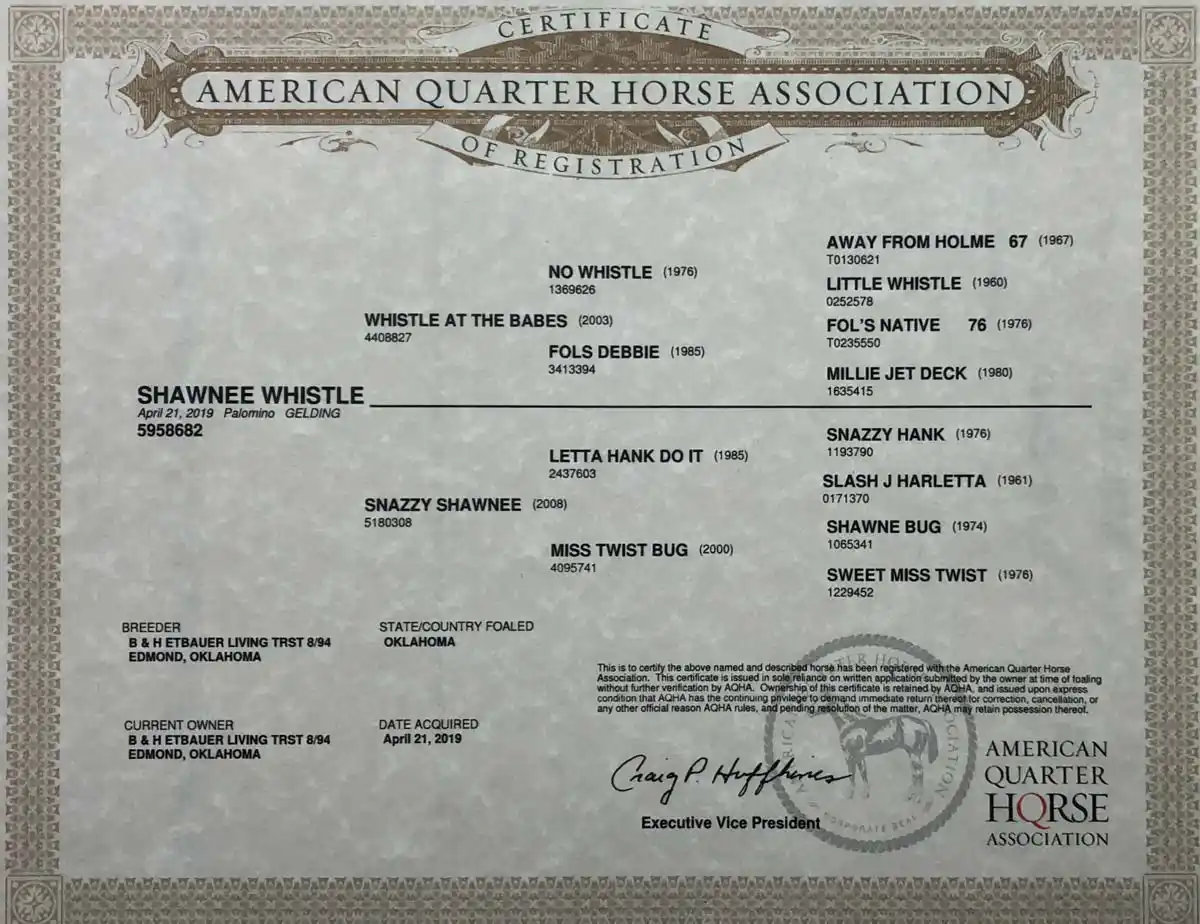 CERTIFICATE
AMERICAN QUARTER HORSE ASSOCIATION
OF REGISTRATION
AWAY FROM HOLME 67 (1967)
T0130621
NO WHISTLE (1976)
1369626
LITTLE WHISTLE (1960)
0252578
WHISTLE AT THE BABES (2003)
4408827
FOL'S NATIVE 76 (1976)
T0235550
FOLS DEBBIE (1985)
3413394
MILLIE JET DECK (1980)
1635415
SHAWNEE WHISTLE
April 21, 2019 Palomino GELDING
5958682
SNAZZY HANK (1976)
1193790
LETTA HANK DO IT (1985)
2437603
SLASH J HARLETTA (1961)
0171370
SNAZZY SHAWNEE (2008)
5180308
SHAWNE BUG (1974)
1065341
MISS TWIST BUG (2000)
4095741
SWEET MISS TWIST (1976)
1229452
BREEDER
B & H ETBAUER LIVING TRST 8/94
EDMOND, OKLAHOMA
STATE/COUNTRY FOALED
OKLAHOMA
CURRENT OWNER
B & H ETBAUER LIVING TRST 8/94
EDMOND, OKLAHOMA
DATE ACQUIRED
April 21, 2019
This is to certify the above named and described horse has been registered with the American Quarter Horse
Association. This certificate is issued in sole reliance on written application submitted by the owner at time of foaling
without further verification by AQHA. Ownership of this certificate is retained by AQHA, and issued upon express
condition that AQHA has the continuing privilege to demand immediate return thereof for correction, cancellation, or
any other official reason AQHA rules, and pending resolution of the matter, AQHA may retain possession thereof.
Craig P. Huffhines
Executive Vice President
CORPORATE SEAL
AMERICAN
QUARTER
HORSE
ASSOCIATION